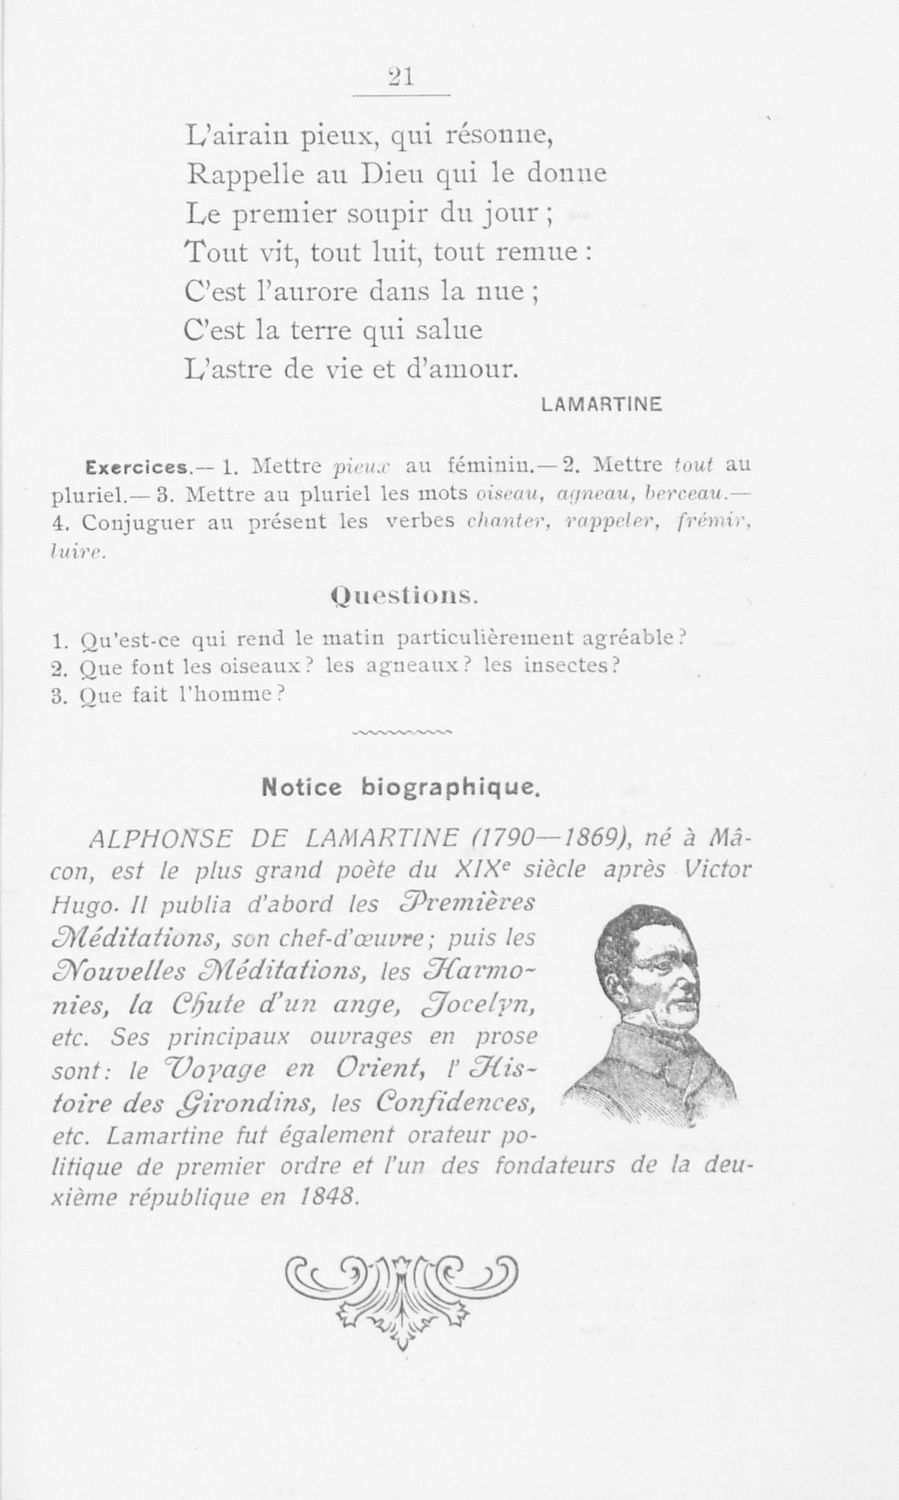 21
L'airain pieux, qui résonne,
Rappelle au Dieu qui le donne
Le premier soupir du jour ;
Tout vit, tout luit, tout remue :
C'est l'aurore dans la nue ;
C'est la terre qui salue
L'astre de vie et d'amour.
LAMARTINE
Exercices.— 1. Mettre pieux au féminin.— 2. Mettre tout au
pluriel.— 3. Mettre au pluriel les mots oiseau, agneau, berceau.—
4. Conjuguer au présent les verbes chanter, rappeler, frémir,
luire.
Questions.
1. Qu'est-ce qui rend le matin particulièrement agréable ?
2. Que font les oiseaux ? les agneaux ? les insectes ?
3. Que fait l'homme ?
Notice biographique.
ALPHONSE DE LAMARTINE (1790—1869), né à Mâ-
con, est le plus grand poète du XIXe siècle après Victor
Hugo. Il publia d'abord les Premières
Méditations, son chef-d'œuvre ; puis les
Nouvelles Méditations, les Harmo-
nies, la Chute d'un ange, Jocelyn,
etc. Ses principaux ouvrages en prose
sont : le Voyage en Orient, l'His-
toire des Girondins, les Confidences,
etc. Lamartine fut également orateur po-
litique de premier ordre et l'un des fondateurs de la deu-
xième république en 1848.